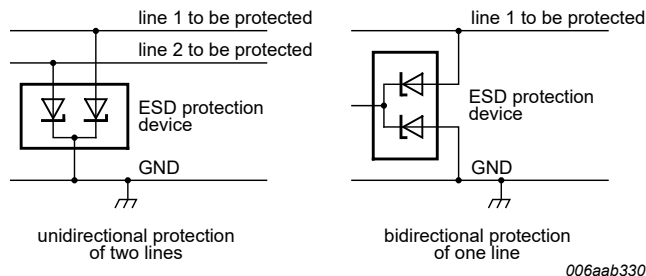 line 1 to be protected
line 2 to be protected
ESD protection
device
GND
unidirectional protection
of two lines
line 1 to be protected
ESD protection
device
GND
bidirectional protection
of one line
006aab330